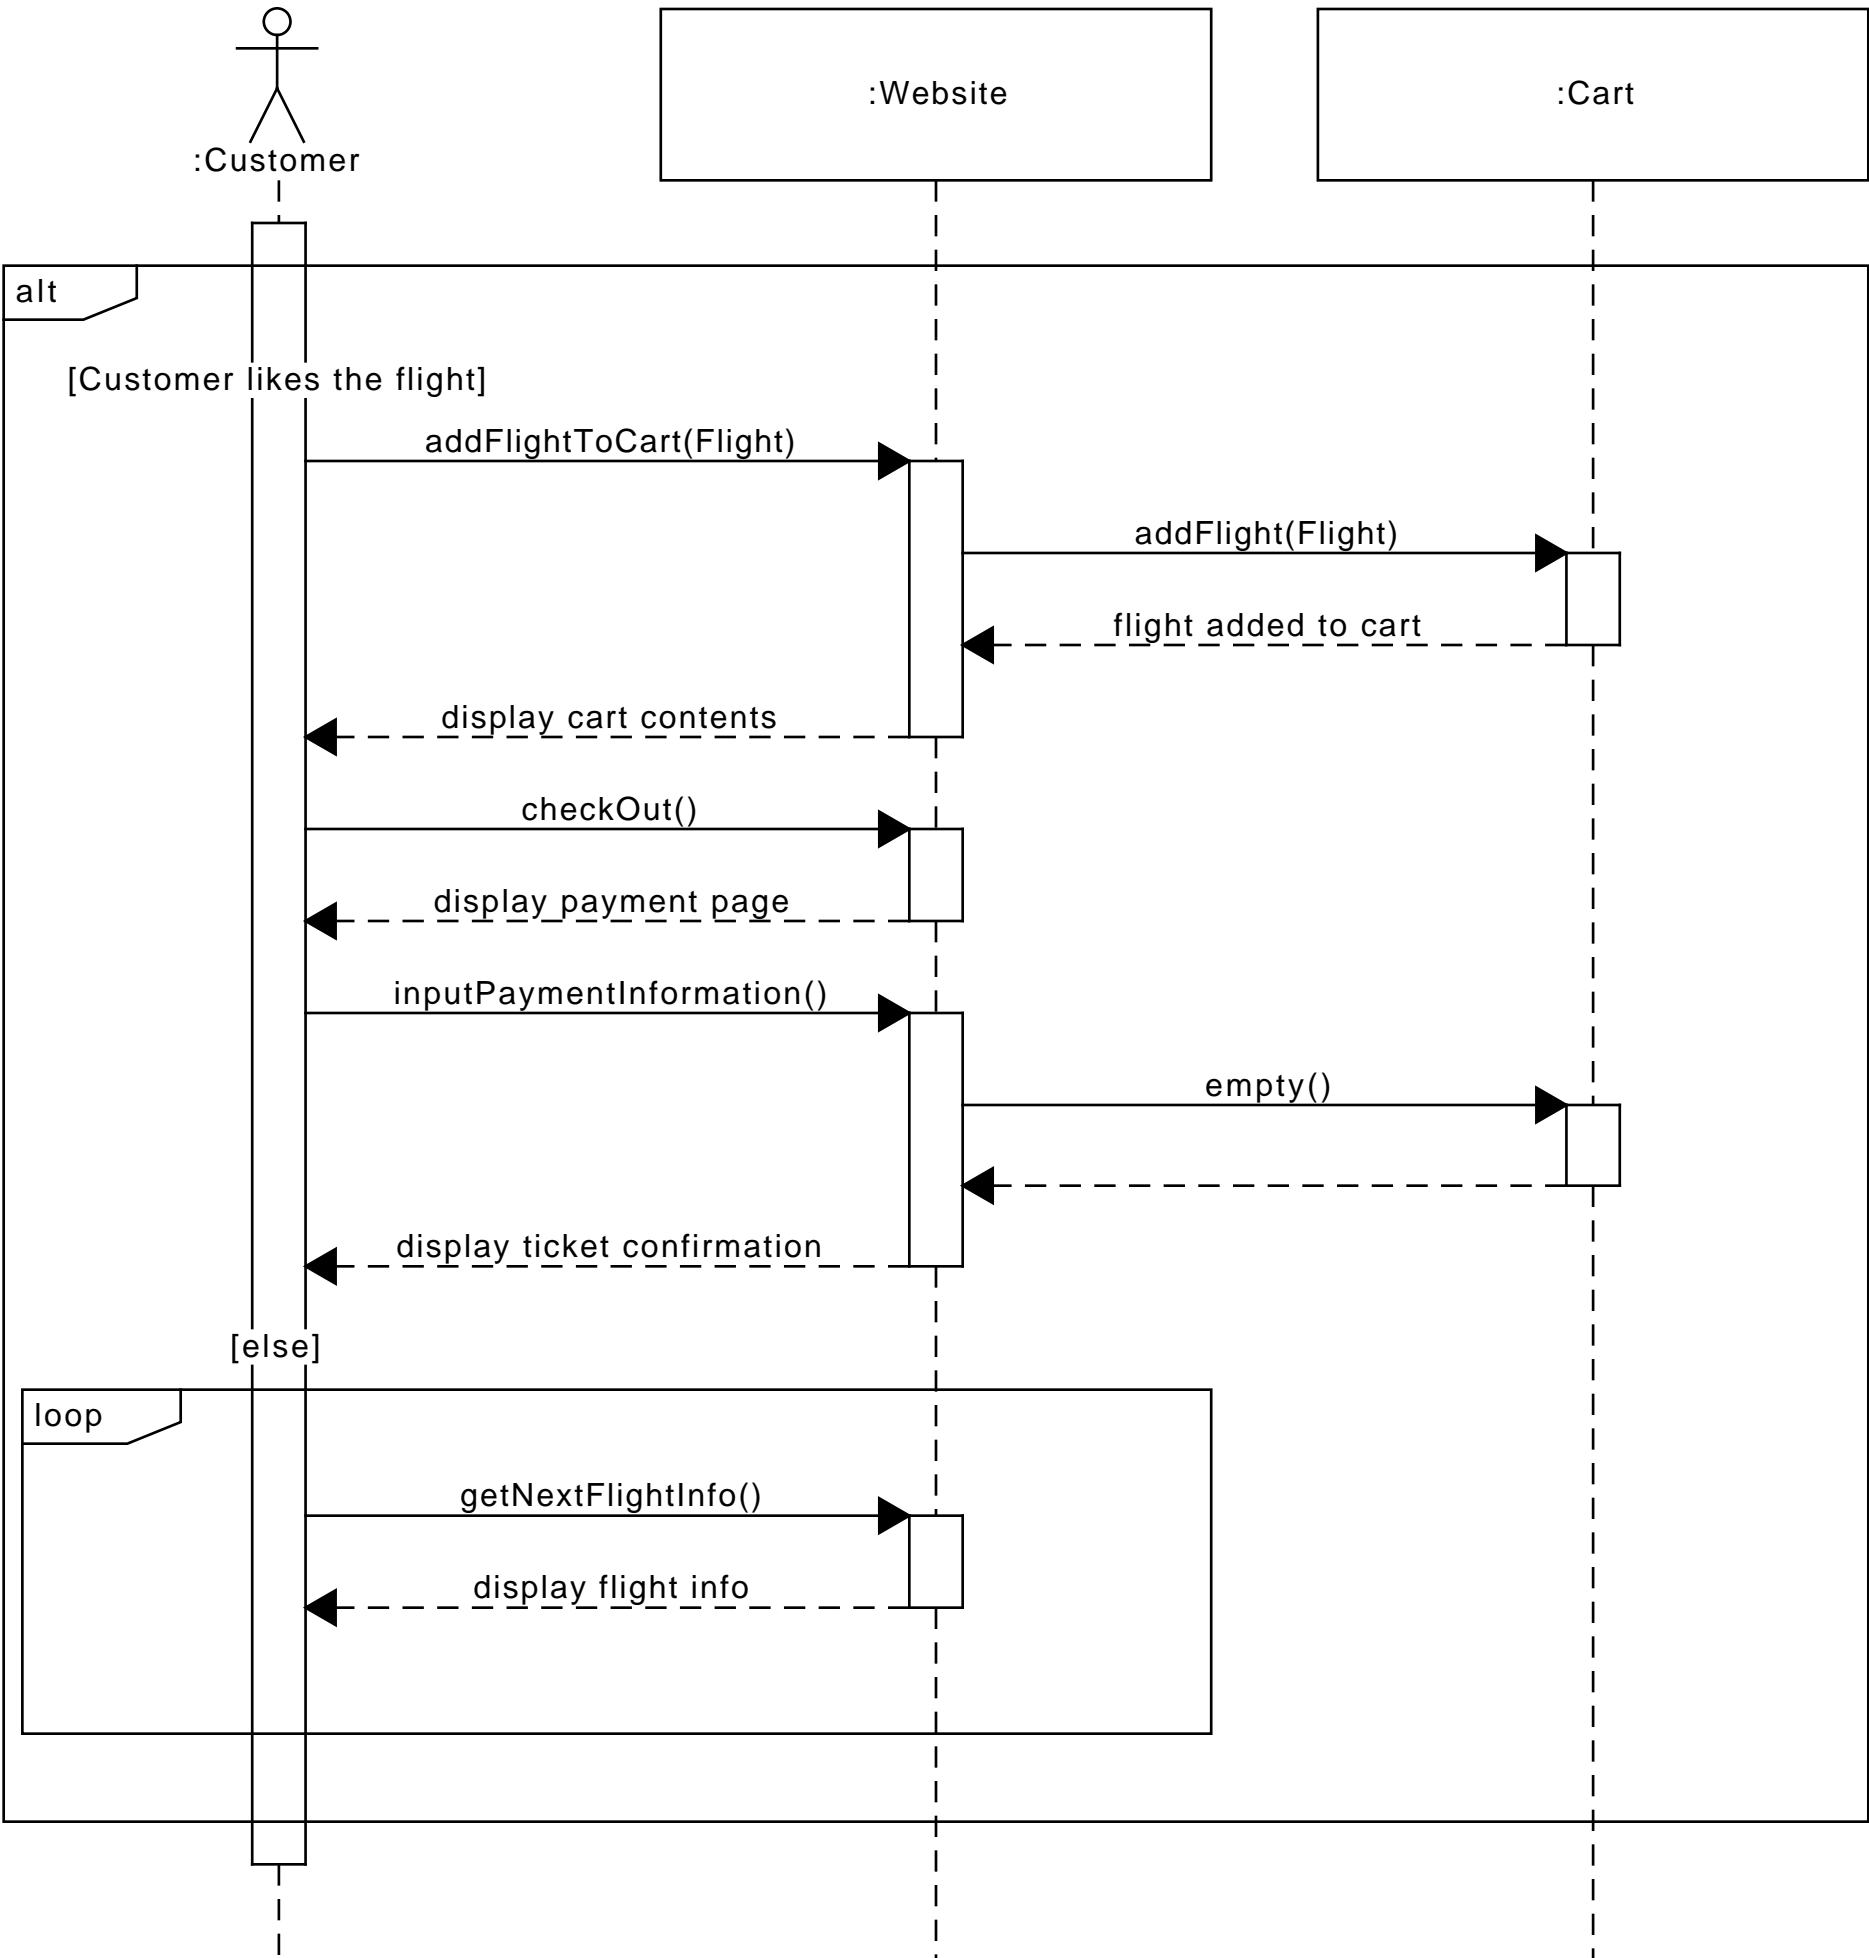 :Customer
:Website
:Cart
alt
[Customer likes the flight]
addFlightToCart(Flight)
addFlight(Flight)
flight added to cart
display cart contents
checkOut()
display payment page
inputPaymentInformation()
empty()
display ticket confirmation
[else]
loop
getNextFlightInfo()
display flight info